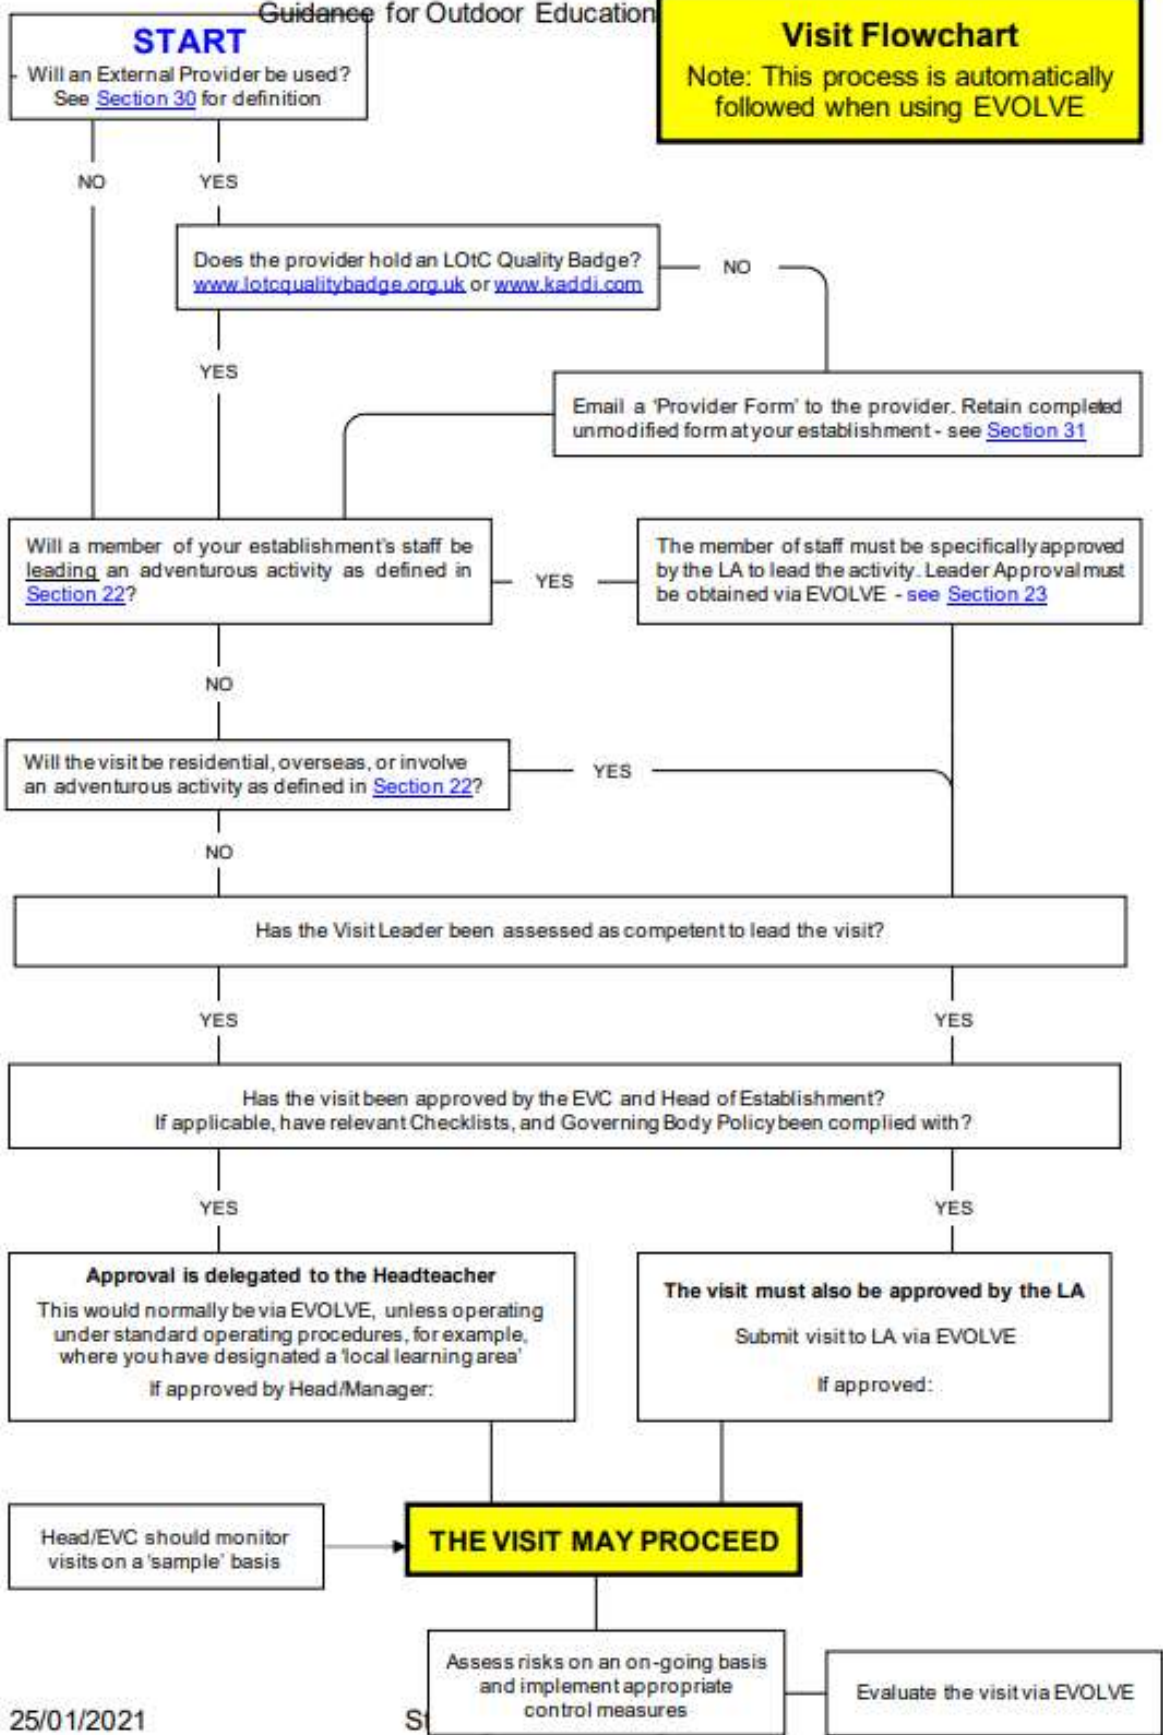 Guidance for Outdoor Education
START
Will an External Provider be used?
See Section 30 for definition
Visit Flowchart
Note: This process is automatically
followed when using EVOLVE
NO
YES
Does the provider hold an LOtC Quality Badge?
www.lotcqualitybadge.org.uk or www.kaddi.com
NO
YES
Email a 'Provider Form' to the provider. Retain completed
unmodified form at your establishment - see Section 31
Will a member of your establishment's staff be
leading an adventurous activity as defined in
Section 22?
YES
The member of staff must be specifically approved
by the LA to lead the activity. Leader Approval must
be obtained via EVOLVE - see Section 23
NO
Will the visit be residential, overseas, or involve
an adventurous activity as defined in Section 22?
YES
NO
Has the Visit Leader been assessed as competent to lead the visit?
YES
YES
Has the visit been approved by the EVC and Head of Establishment?
If applicable, have relevant Checklists, and Governing Body Policy been complied with?
YES
YES
Approval is delegated to the Headteacher
This would normally be via EVOLVE, unless operating
under standard operating procedures, for example,
where you have designated a 'local learning area'
If approved by Head/Manager:
The visit must also be approved by the LA
Submit visit to LA via EVOLVE
If approved:
Head/EVC should monitor
visits on a 'sample' basis
THE VISIT MAY PROCEED
Assess risks on an on-going basis
and implement appropriate
control measures
Evaluate the visit via EVOLVE
25/01/2021